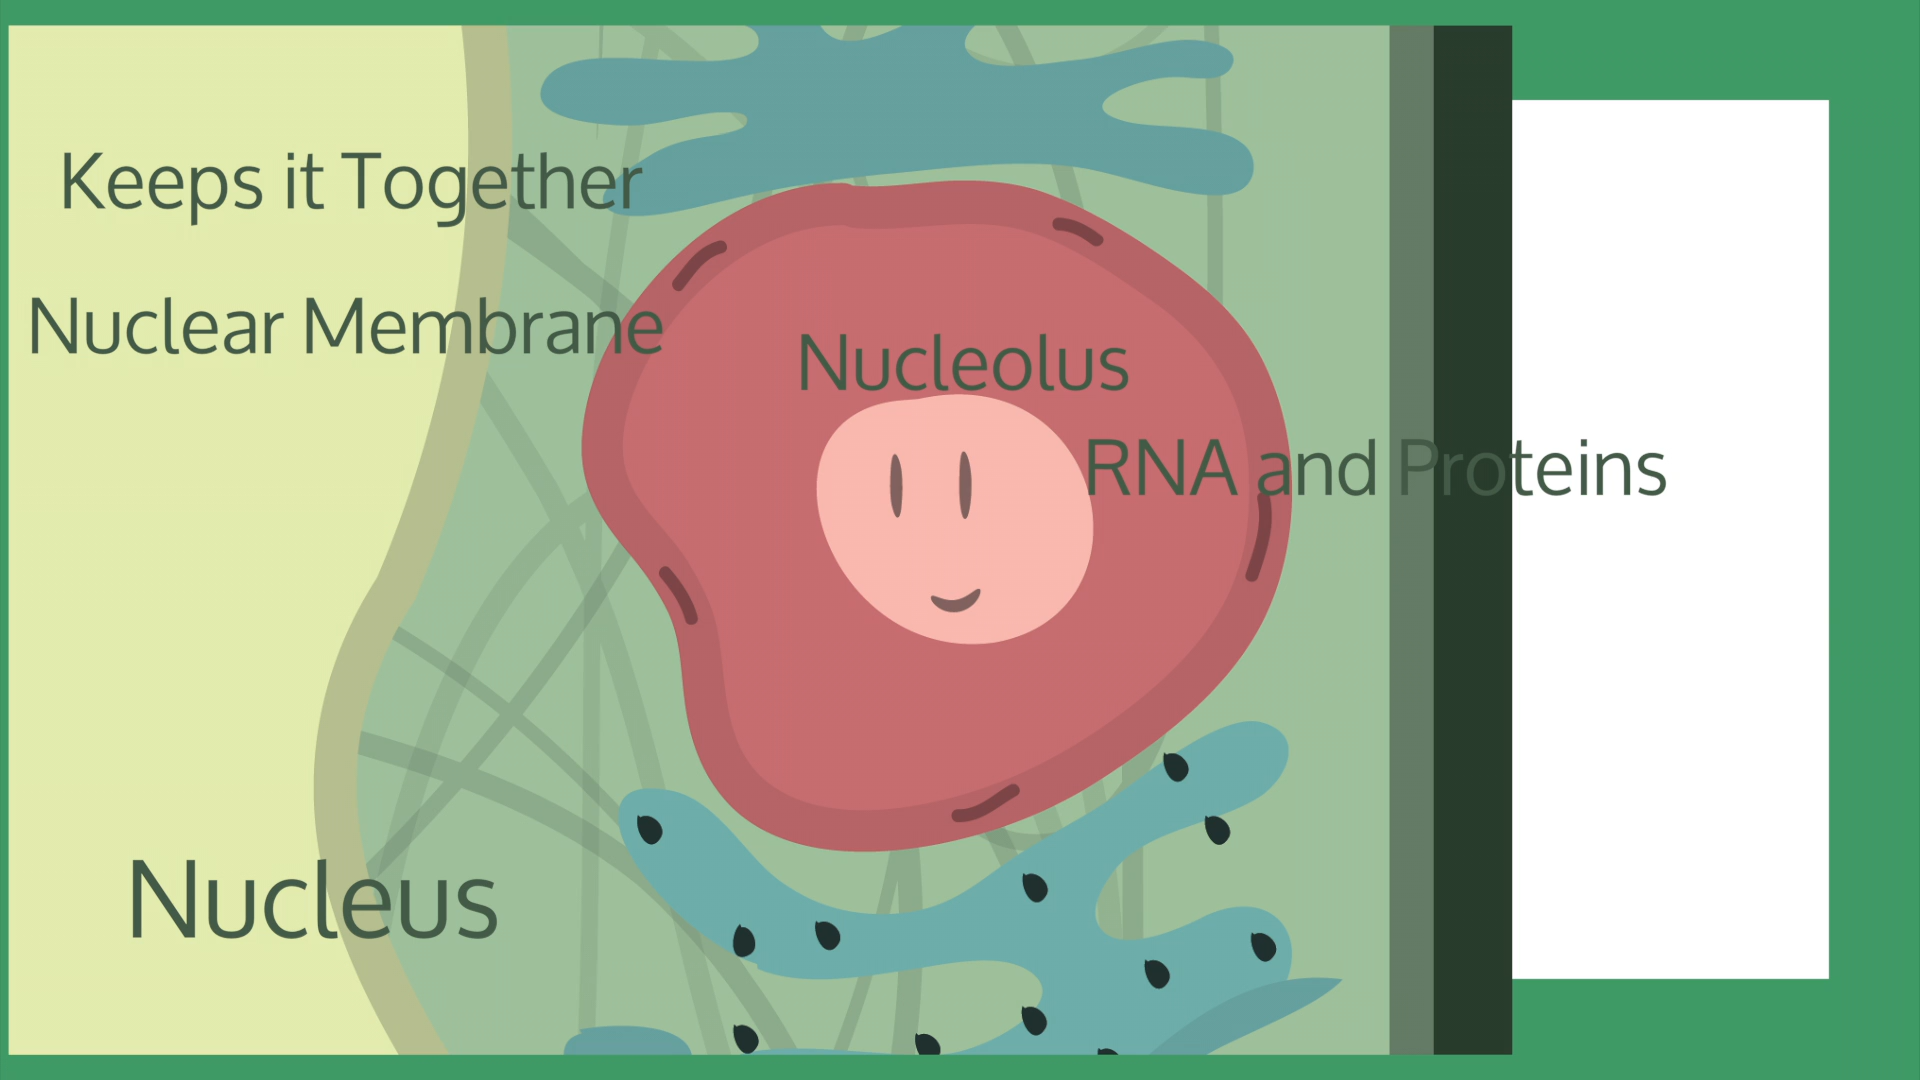 Keeps it Together
Nuclear Membrane
Nucleolus
RNA and Proteins
Nucleus